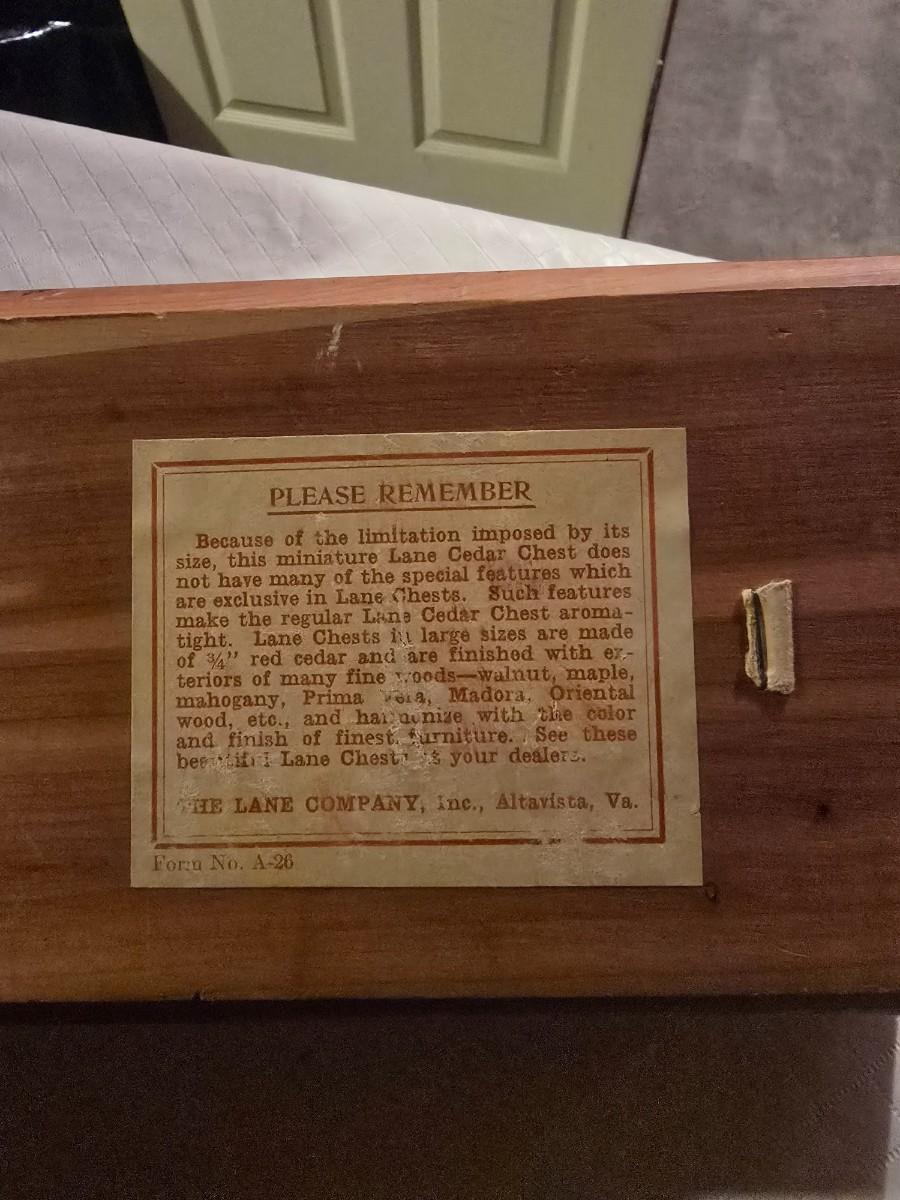 PLEASE REMEMBER
Because of the limitation imposed by its
size, this miniature Lane Cedar Chest does
not have many of the special features which
are exclusive in Lane Chests. Such features
make the regular Lane Cedar Chest aroma-
tight. Lane Chests in large sizes are made
of ¾" red cedar and are finished with ex-
teriors of many fine woods—walnut, maple,
mahogany, Prima Vera, Madora, Oriental
wood, etc., and harmonize with the color
and finish of finest furniture. See these
beautiful Lane Chests at your dealers.
THE LANE COMPANY, Inc., Altavista, Va.
Form No. A-26